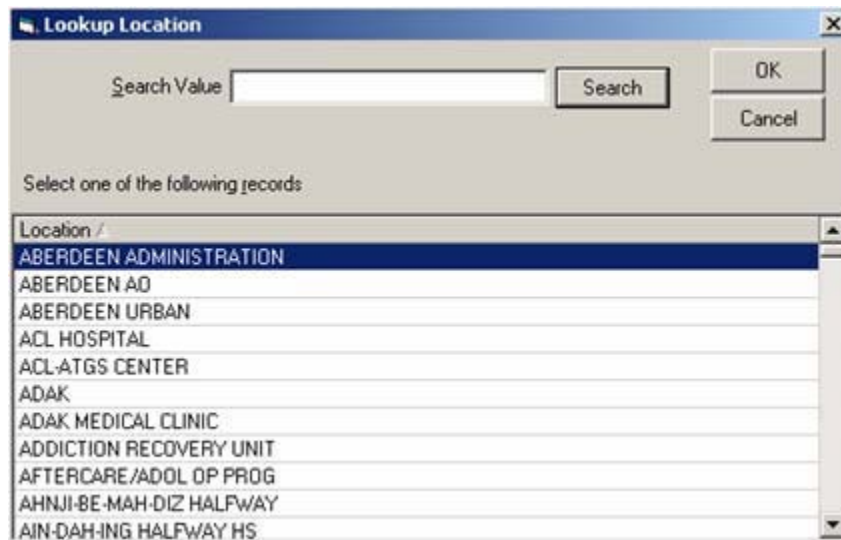 Lookup Location
Search Value
Search
OK
Cancel
Select one of the following records
Location
ABERDEEN ADMINISTRATION
ABERDEEN AO
ABERDEEN URBAN
ACL HOSPITAL
ACL-ATGS CENTER
ADAK
ADAK MEDICAL CLINIC
ADDICTION RECOVERY UNIT
AFTERCARE/ADOL OP PROG
AHNJI-BE-MAH-DIZ HALFWAY
AIN-DAH-ING HALFWAY HS